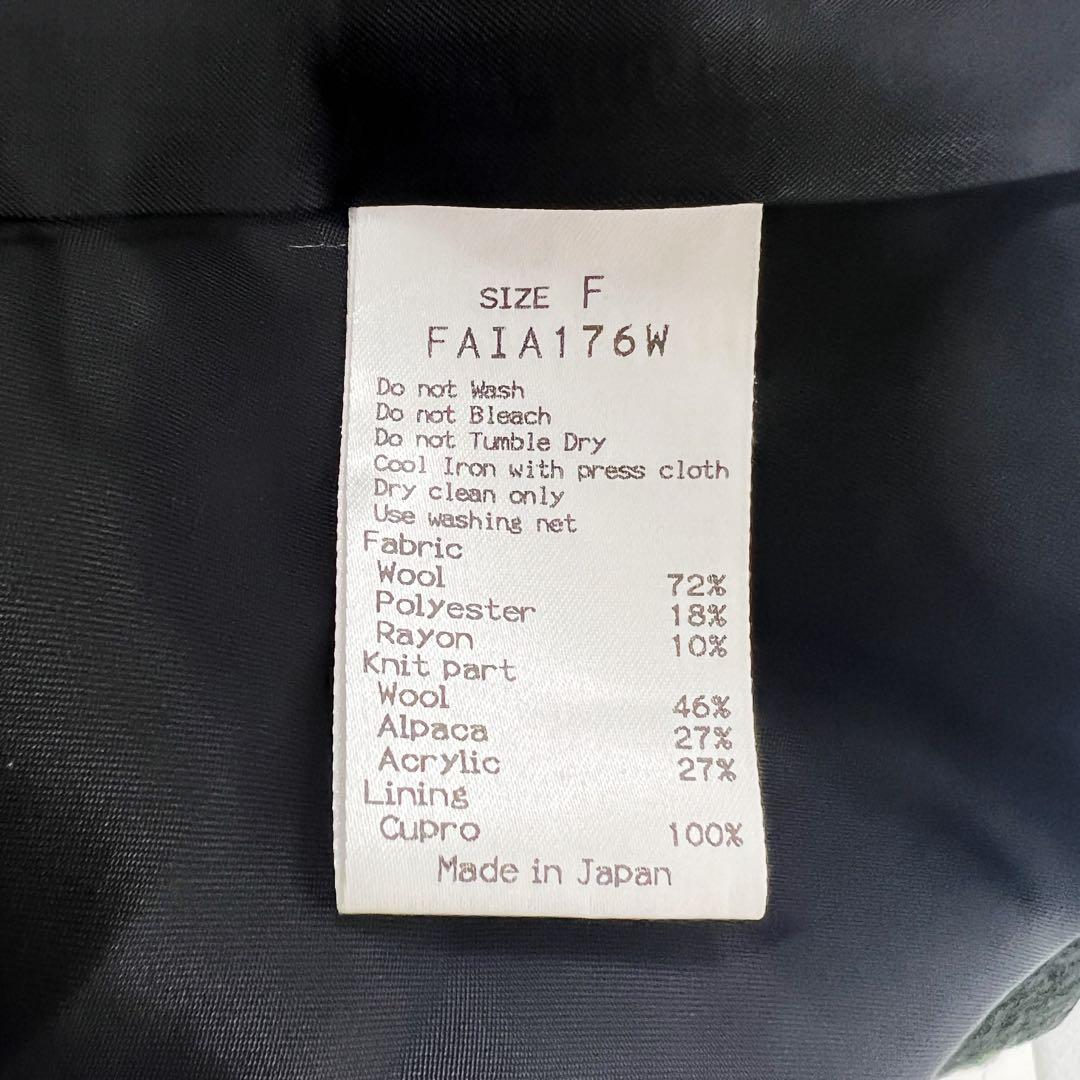 SIZE F
FAIA176W
Do not Wash
Do not Bleach
Do not Tumble Dry
Cool Iron with press cloth
Dry clean only
Use washing net
Fabric
Wool 72%
Polyester 18%
Rayon 10%
Knit part
Wool 46%
Alpaca 27%
Acrylic 27%
Lining
Cupro 100%
Made in Japan